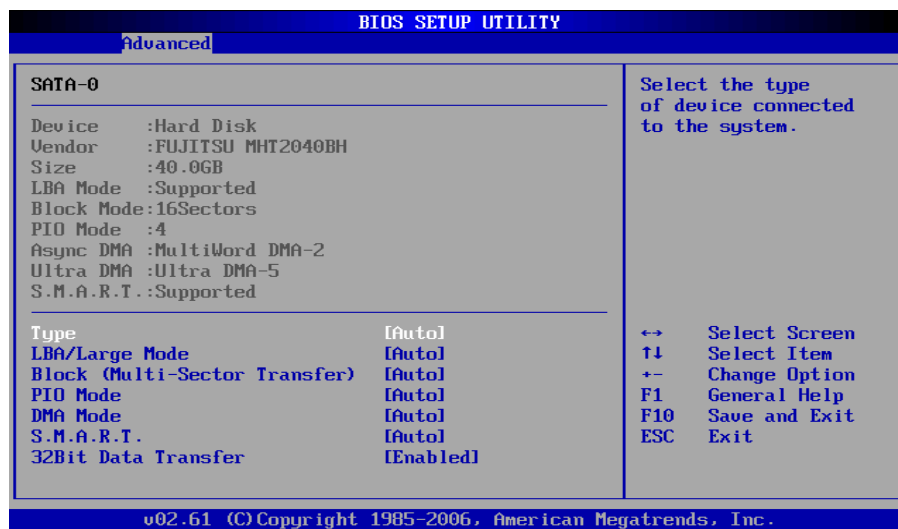 BIOS SETUP UTILITY
Advanced
SATA-0
Device :Hard Disk
Vendor :FUJITSU MHT2040BH
Size :40.0GB
LBA Mode :Supported
Block Mode:16Sectors
PIO Mode :4
Async DMA :MultiWord DMA-2
Ultra DMA :Ultra DMA-5
S.M.A.R.T.:Supported
Type [Auto]
LBA/Large Mode [Auto]
Block (Multi-Sector Transfer) [Auto]
PIO Mode [Auto]
DMA Mode [Auto]
S.M.A.R.T. [Auto]
32Bit Data Transfer [Enabled]
Select the type
of device connected
to the system.
↔ Select Screen
↑↓ Select Item
+- Change Option
F1 General Help
F10 Save and Exit
ESC Exit
v02.61 (C)Copyright 1985-2006, American Megatrends, Inc.